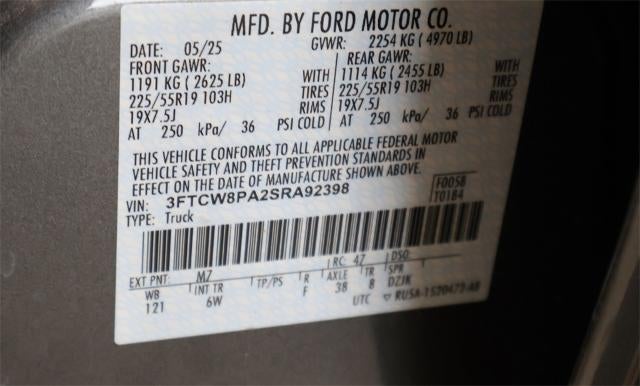 MFD. BY FORD MOTOR CO.
DATE: 05/25 GVWR: 2254 KG ( 4970 LB)
FRONT GAWR: REAR GAWR:
1191 KG ( 2625 LB) WITH 1114 KG ( 2455 LB) WITH
225/55R19 103H TIRES 225/55R19 103H TIRES
19X7.5J RIMS 19X7.5J RIMS
AT 250 kPa/ 36 PSI COLD AT 250 kPa/ 36 PSI COLD
THIS VEHICLE CONFORMS TO ALL APPLICABLE FEDERAL MOTOR
VEHICLE SAFETY AND THEFT PREVENTION STANDARDS IN
EFFECT ON THE DATE OF MANUFACTURE SHOWN ABOVE.
VIN: 3FTCW8PA2SRA92398 F0058
TYPE: Truck T0184
EXT PNT: M7 RC: 47 DSO:
WB INT TR TP/PS R AXLE TR SPR
121 6W F 38 8 DZJK
UTC RUSA-1520472-AB